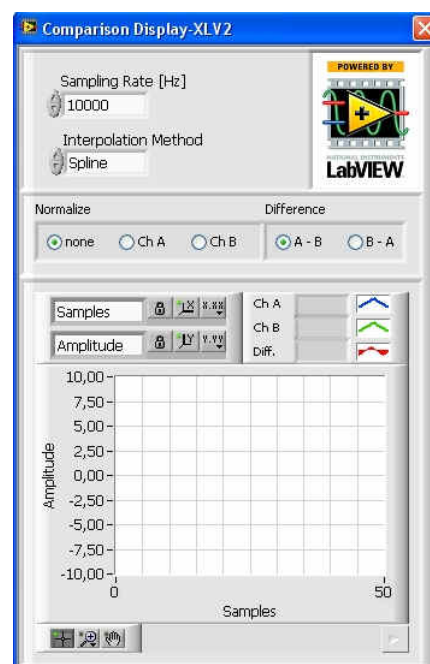 Comparison Display-XLV2
Sampling Rate [Hz]
10000
Interpolation Method
Spline
POWERED BY
NATIONAL INSTRUMENTS
LabVIEW
Normalize
none Ch A Ch B
Difference
A - B B - A
Samples
Amplitude
Ch A
Ch B
Diff.
Amplitude
10,00
7,50
5,00
2,50
0,00
-2,50
-5,00
-7,50
-10,00
0 50
Samples